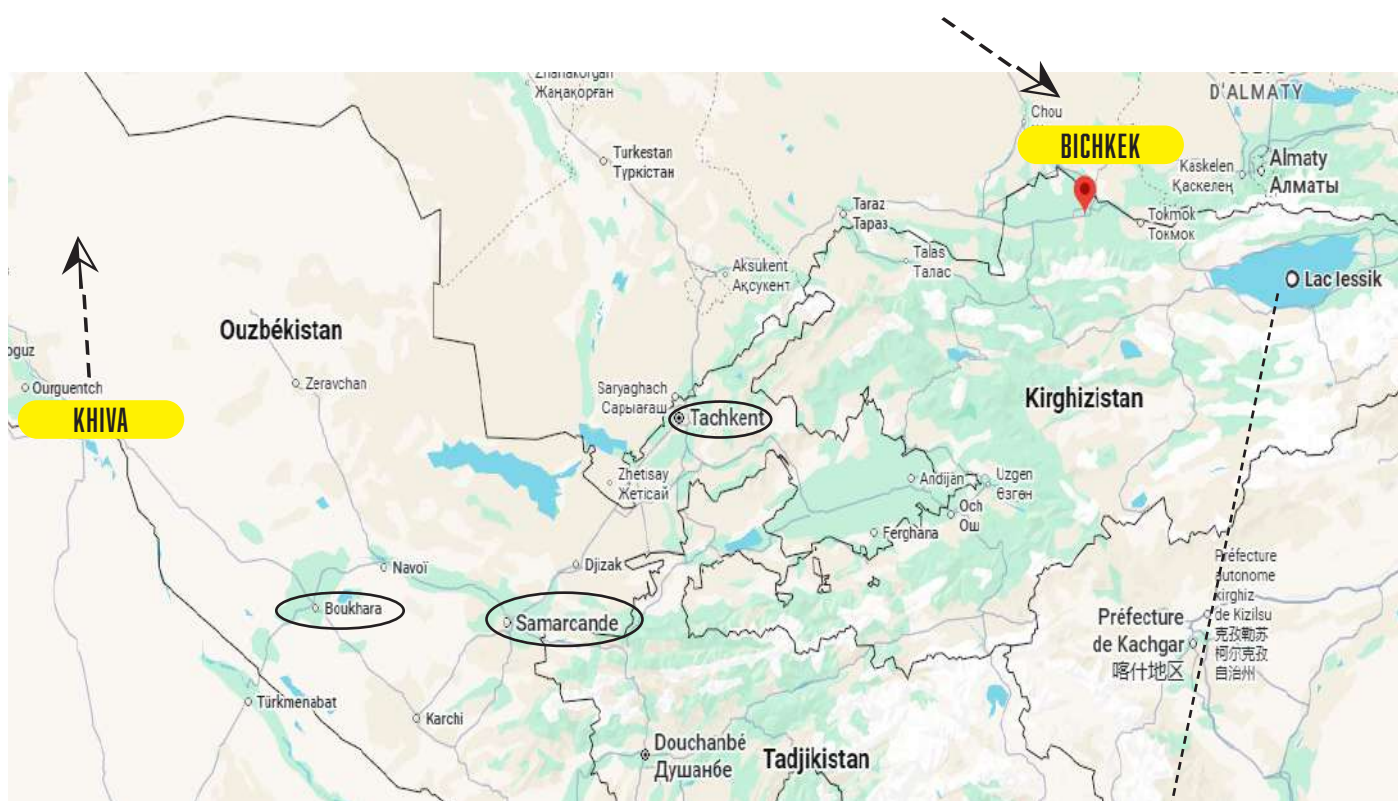 Zhanakorgan
Жаңақорған
D'ALMATY
Chou
BICHKEK
Turkestan
Түркістан
Kaskelen
Қаскелең
Almaty
Алматы
Taraz
Тараз
Tokmok
Токмок
Talas
Талас
Aksukent
Ақсукент
Lac Iessik
Ouzbékistan
oguz
Ourguentch
Zeravchan
Saryaghach
Сарыағаш
Kirghizistan
KHIVA
Tachkent
Zhetisay
Жетісай
Andijan
Uzgen
Өзгөн
Och
Ош
Ferghana
Navoï
Djizak
Préfecture
autonome
kirghiz
de Kizilsu
克孜勒苏
柯尔克孜
自治州
Boukhara
Samarcande
Préfecture
de Kachgar
喀什地区
Türkmenabat
Karchi
Douchanbé
Душанбе
Tadjikistan